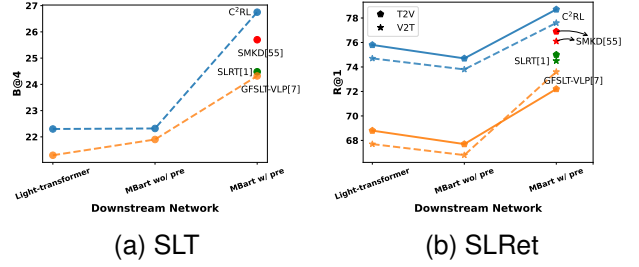 27
26
25
24
23
22
B@4
C²RL
SMKD[55]
SLRT[1]
GFSLT-VLP[7]
Light-transformer
MBart wo/ pre
MBart w/ pre
Downstream Network
(a) SLT
78
76
74
72
70
68
R@1
T2V
V2T
C²RL
SMKD[55]
SLRT[1]
GFSLT-VLP[7]
Light-transformer
MBart wo/ pre
MBart w/ pre
Downstream Network
(b) SLRet